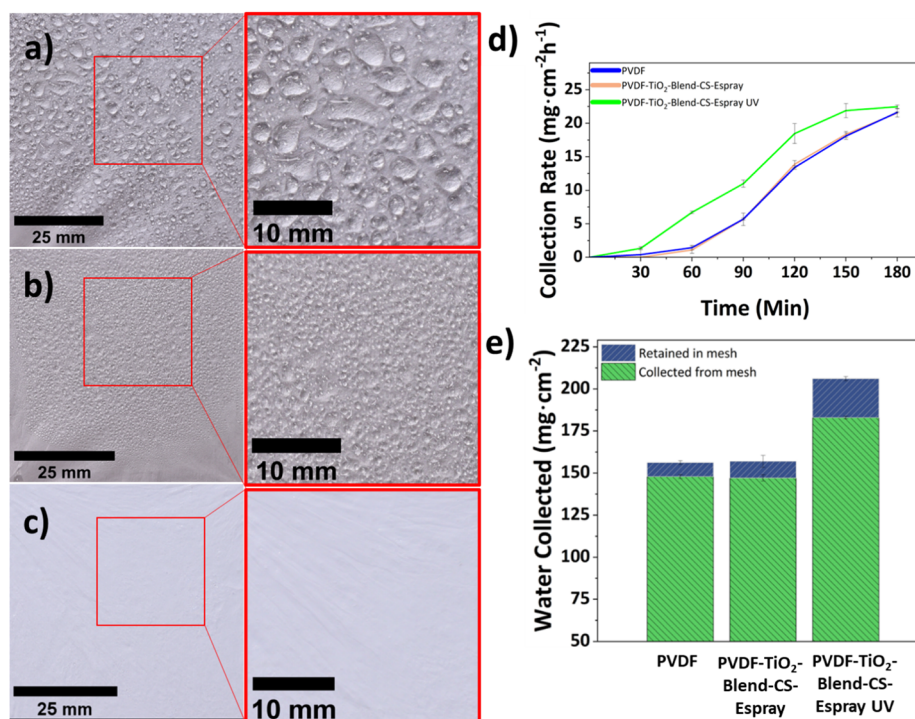 a)
25 mm
10 mm
b)
25 mm
10 mm
c)
25 mm
10 mm
d)
Collection Rate (mg·cm⁻²h⁻¹)
25
20
15
10
5
0
PVDF
PVDF-TiO₂-Blend-CS-Espray
PVDF-TiO₂-Blend-CS-Espray UV
30 60 90 120 150 180
Time (Min)
e)
Water Collected (mg·cm⁻²)
225
200
175
150
125
100
75
50
Retained in mesh
Collected from mesh
PVDF
PVDF-TiO₂-
Blend-CS-
Espray
PVDF-TiO₂-
Blend-CS-
Espray UV